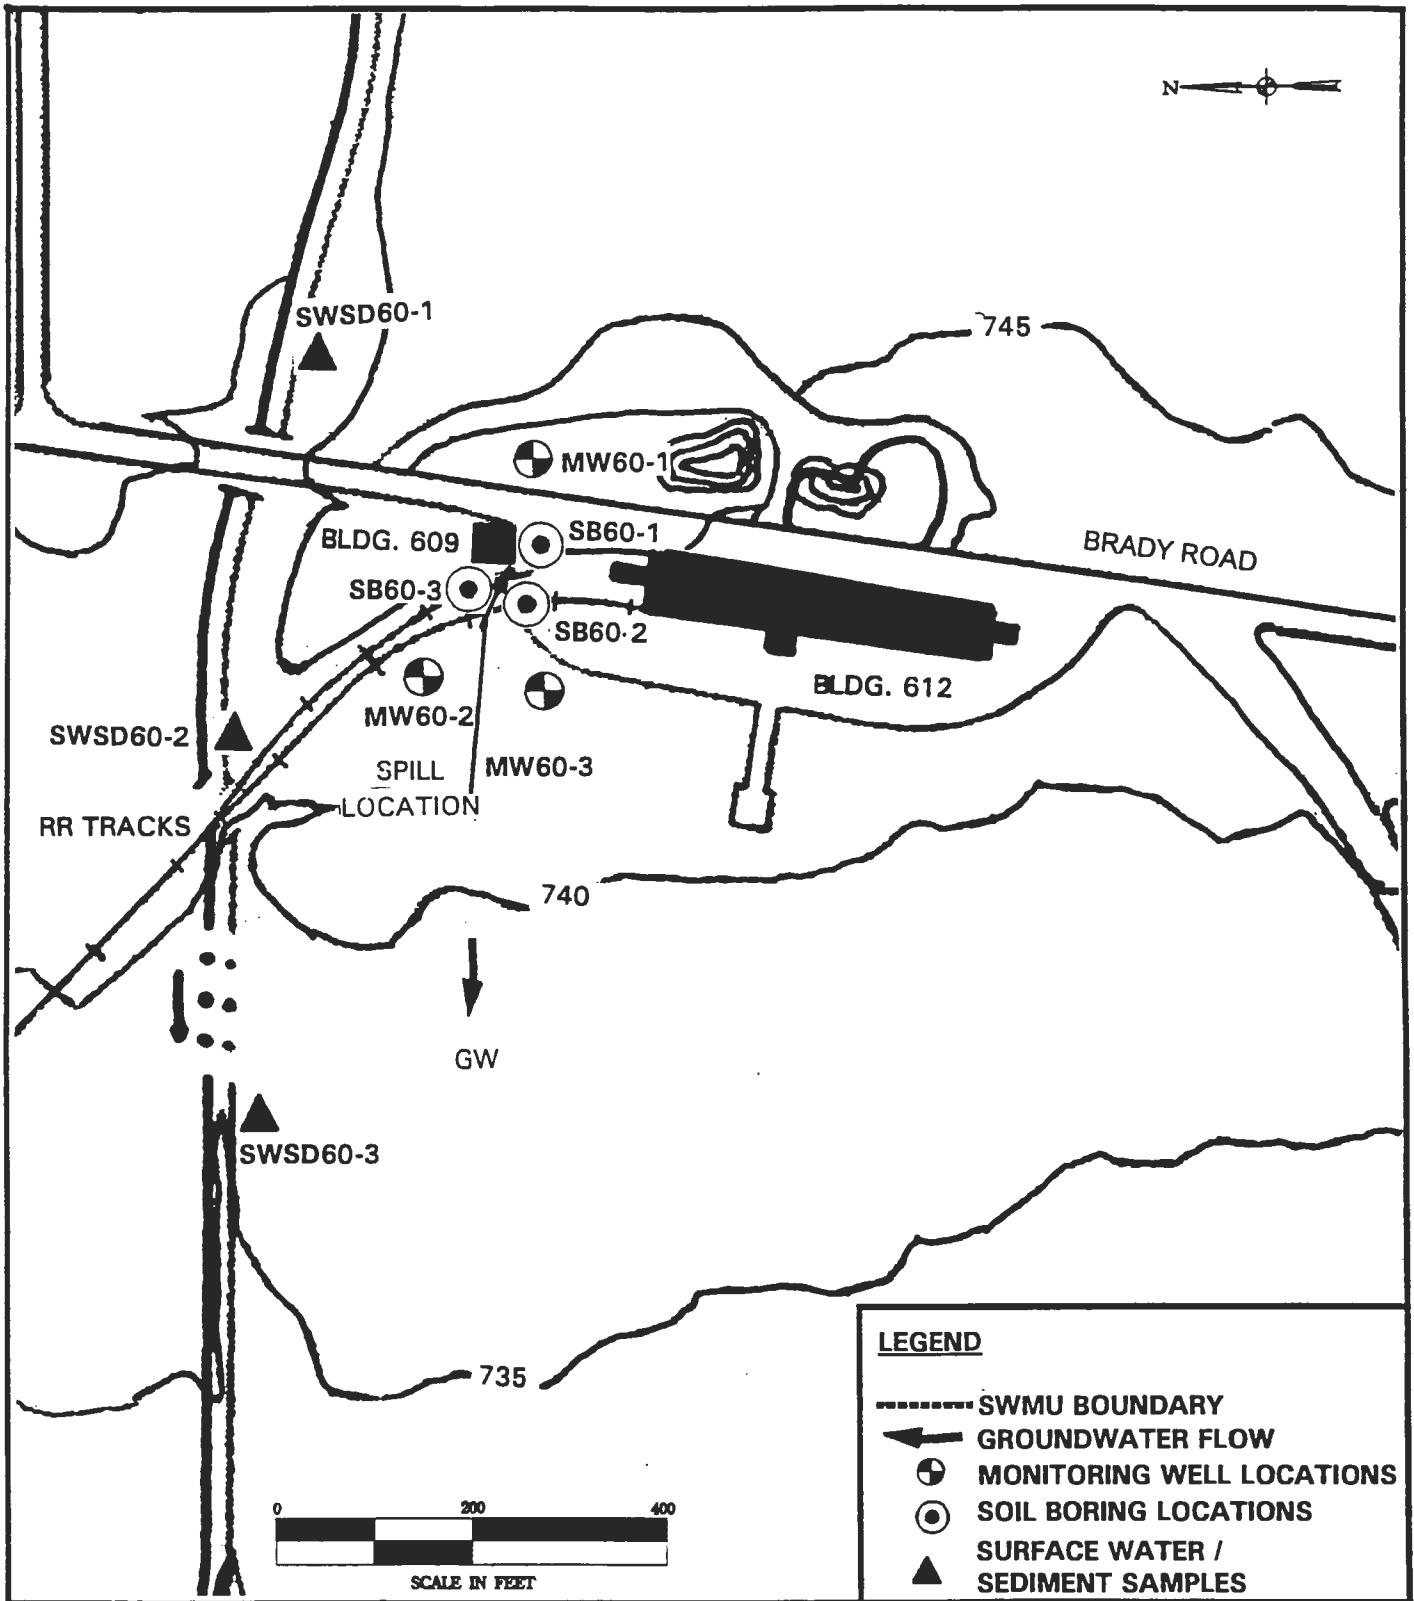 N
SWSD60-1
745
MW60-1
BRADY ROAD
BLDG. 609
SB60-1
SB60-3
SB60-2
BLDG. 612
MW60-2
SWSD60-2
MW60-3
SPILL
LOCATION
RR TRACKS
740
GW
SWSD60-3
735
LEGEND
SWMU BOUNDARY
GROUNDWATER FLOW
MONITORING WELL LOCATIONS
SOIL BORING LOCATIONS
SURFACE WATER /
SEDIMENT SAMPLES
0 200 400
SCALE IN FEET